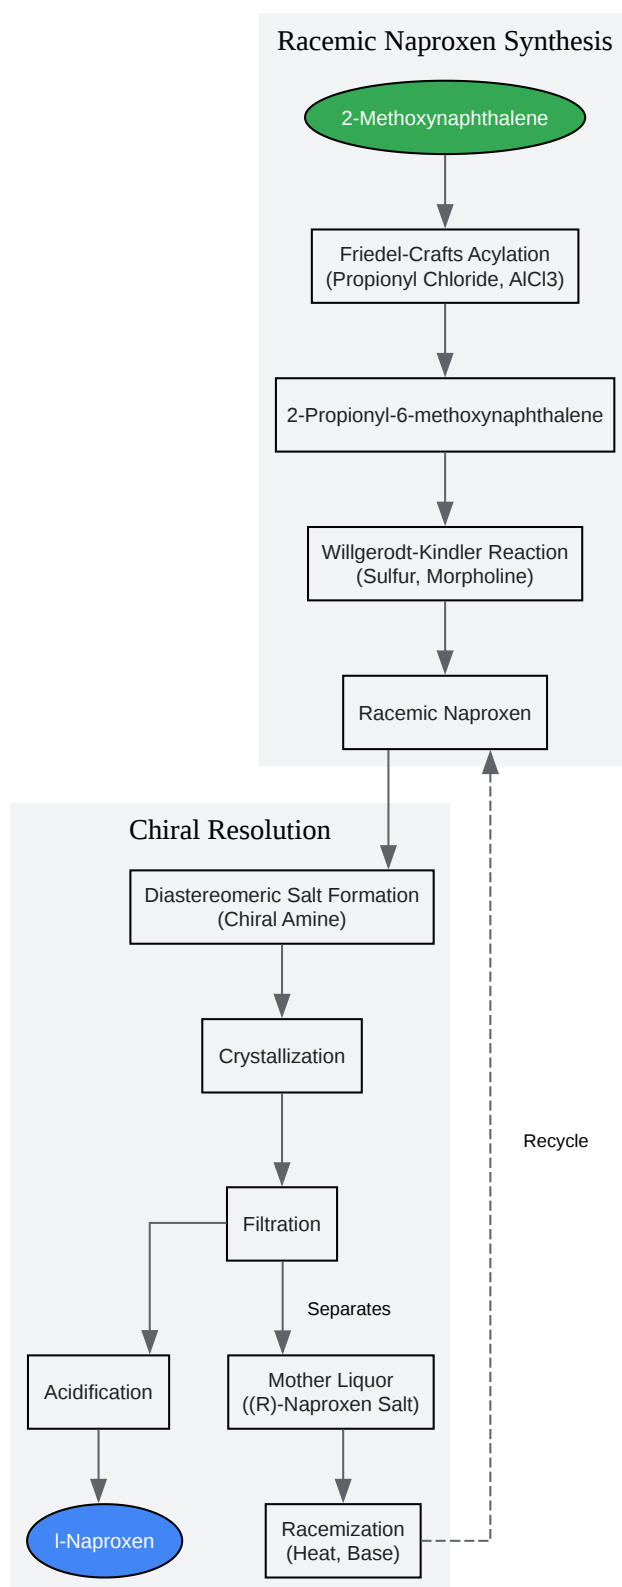 Racemic Naproxen Synthesis
2-Methoxynaphthalene
Friedel-Crafts Acylation
(Propionyl Chloride, AlCl3)
2-Propionyl-6-methoxynaphthalene
Willgerodt-Kindler Reaction
(Sulfur, Morpholine)
Racemic Naproxen
Chiral Resolution
Diastereomeric Salt Formation
(Chiral Amine)
Crystallization
Recycle
Filtration
Separates
Acidification
Mother Liquor
((R)-Naproxen Salt)
l-Naproxen
Racemization
(Heat, Base)